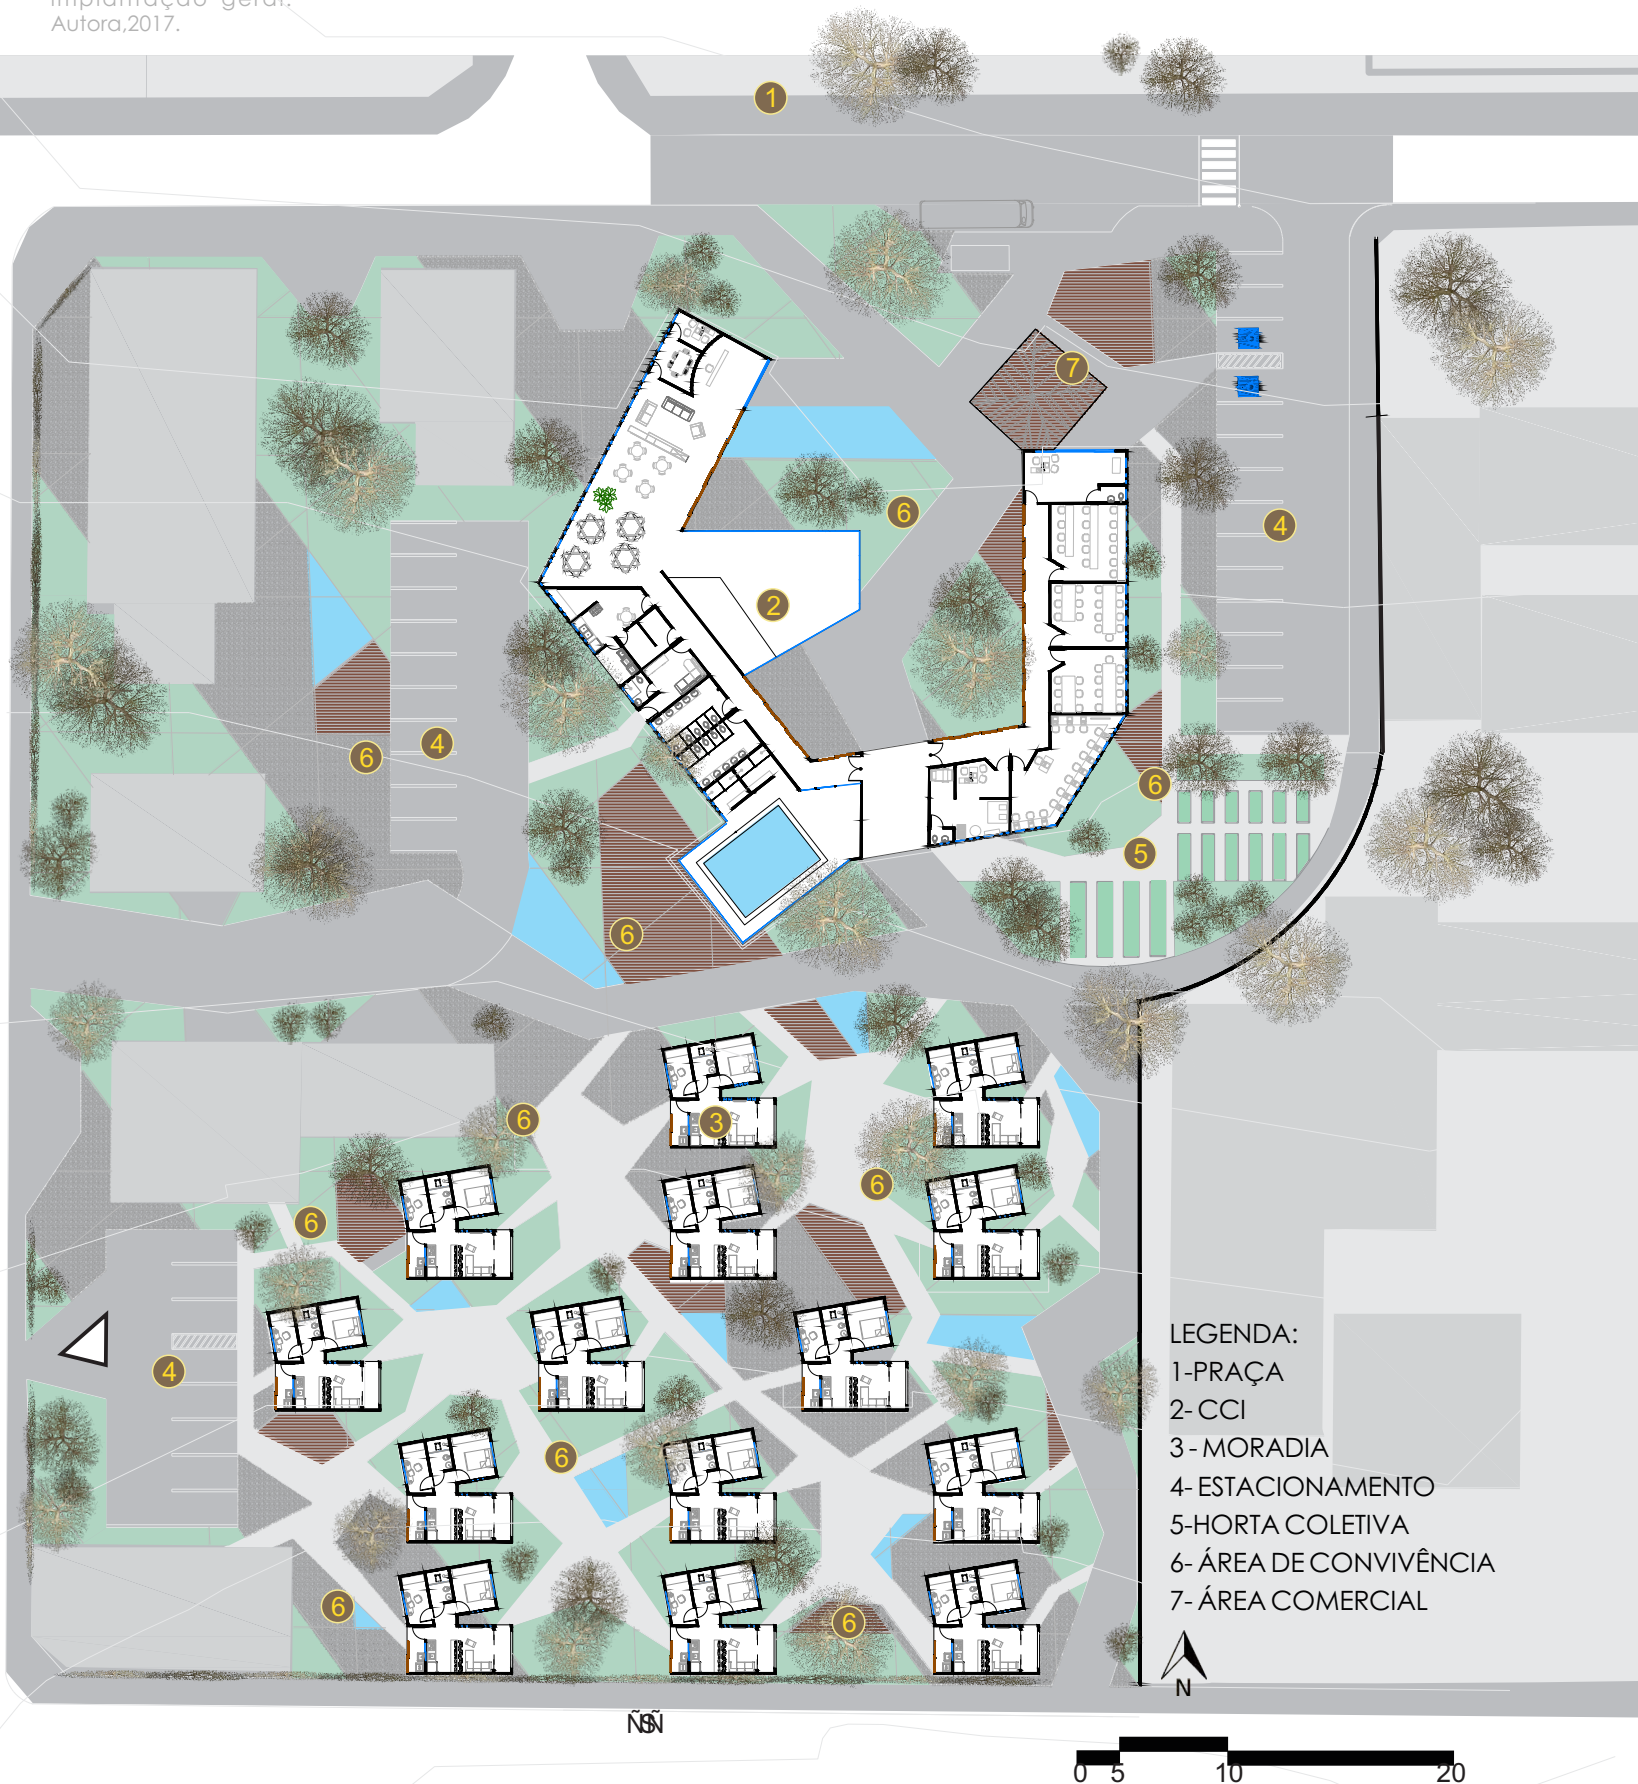 Implantação geral.
Autora,2017.
1
7
6
4
2
6
4
6
5
6
6
3
6
6
4
6
6
6
LEGENDA:
1-PRAÇA
2- CCI
3 - MORADIA
4- ESTACIONAMENTO
5-HORTA COLETIVA
6- ÁREA DE CONVIVÊNCIA
7- ÁREA COMERCIAL
N
0 5 10 20